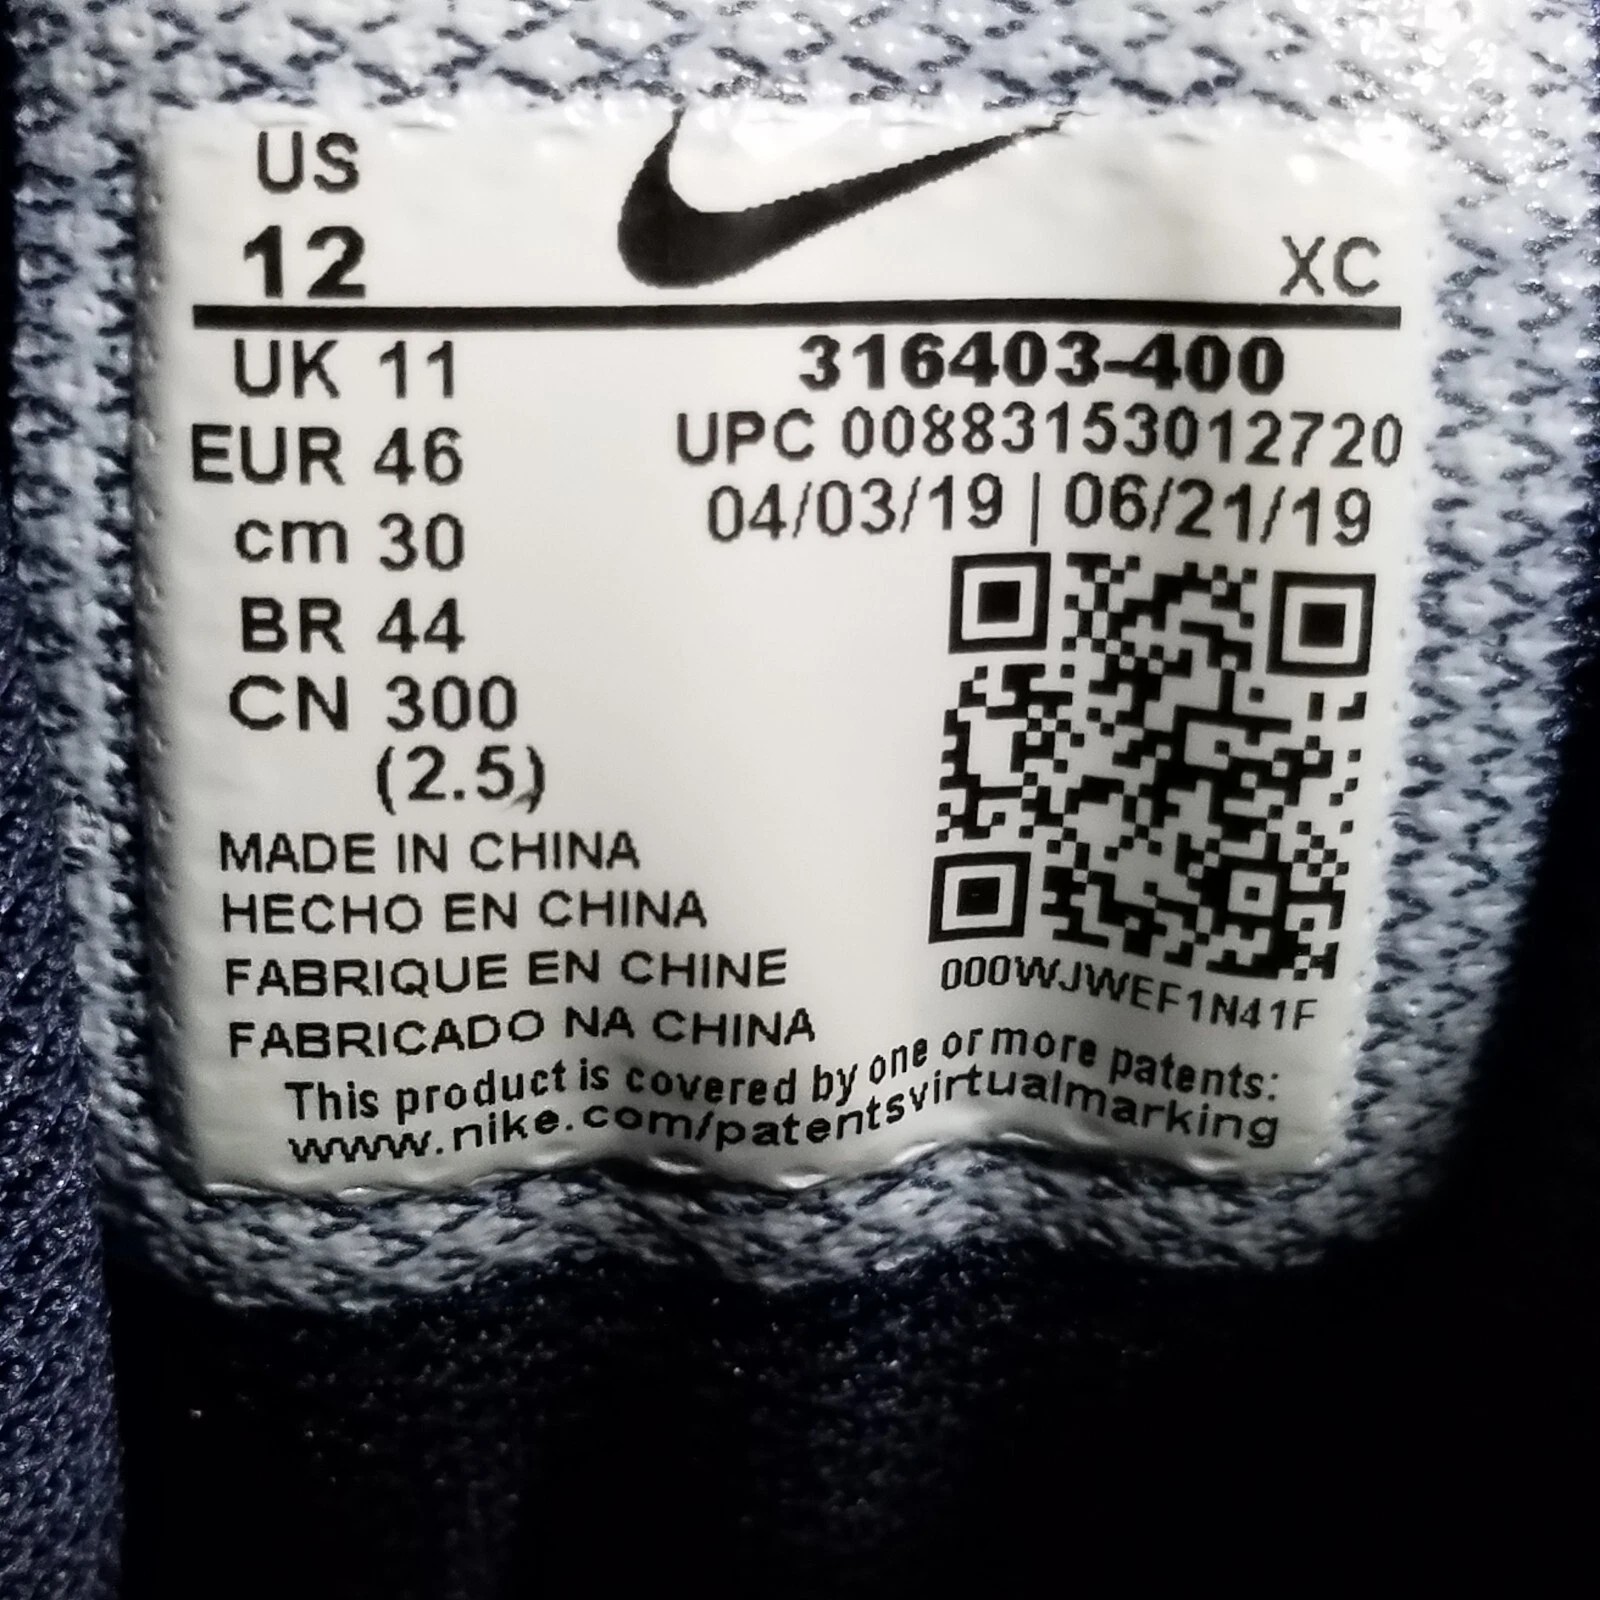 US
12
XC
UK 11
EUR 46
cm 30
BR 44
CN 300
(2.5)
316403-400
UPC 00883153012720
04/03/19 | 06/21/19
000WJWEF1N41F
MADE IN CHINA
HECHO EN CHINA
FABRIQUE EN CHINE
FABRICADO NA CHINA
This product is covered by one or more patents:
www.nike.com/patentsvirtualmarking